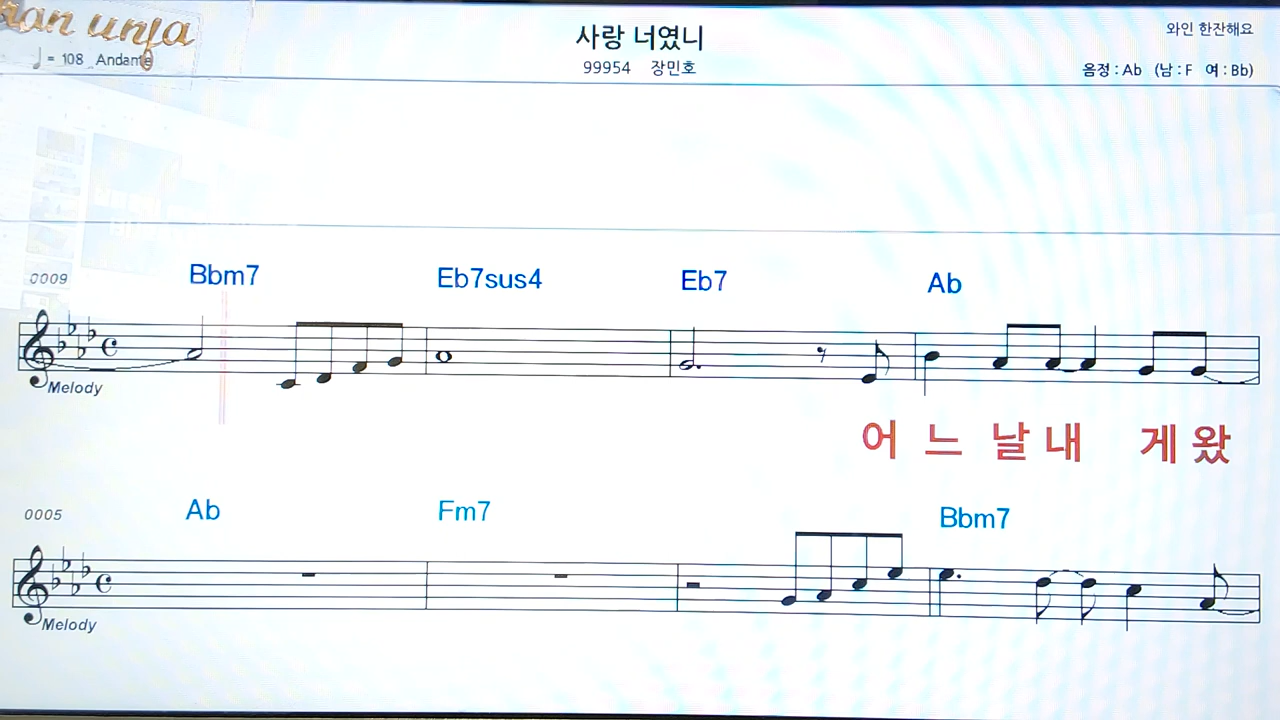 사랑 너였니
와인 한잔해요
♩ = 108 Andante
99954 장민호
음정 : Ab (남 : F 여 : Bb)
0009 Bbm7 Eb7sus4 Eb7 Ab
Melody
어 느 날 내 게 왔
0005 Ab Fm7 Bbm7
Melody